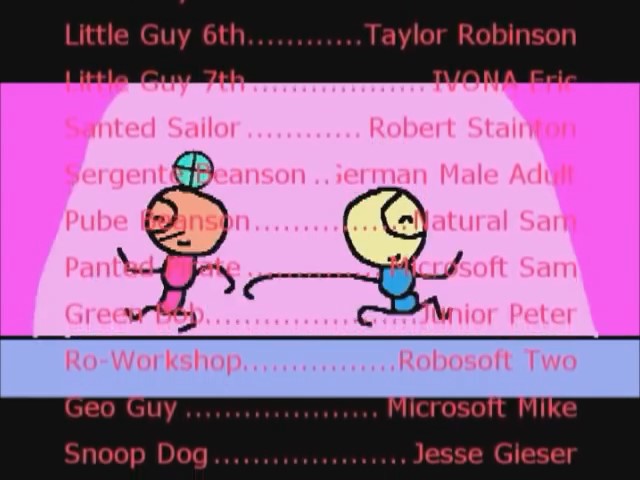 Little Guy 6th............Taylor Robinson
Little Guy 7th................... IVONA Eric
Santed Sailor............ Robert Stainton
Sergente Beanson ..German Male Adult
Pube Beanson.................Natural Sam
Panted Pirate .................Microsoft Sam
Green Bob.......................Junior Peter
Ro-Workshop.................Robosoft Two
Geo Guy ..................... Microsoft Mike
Snoop Dog.....................Jesse Gieser